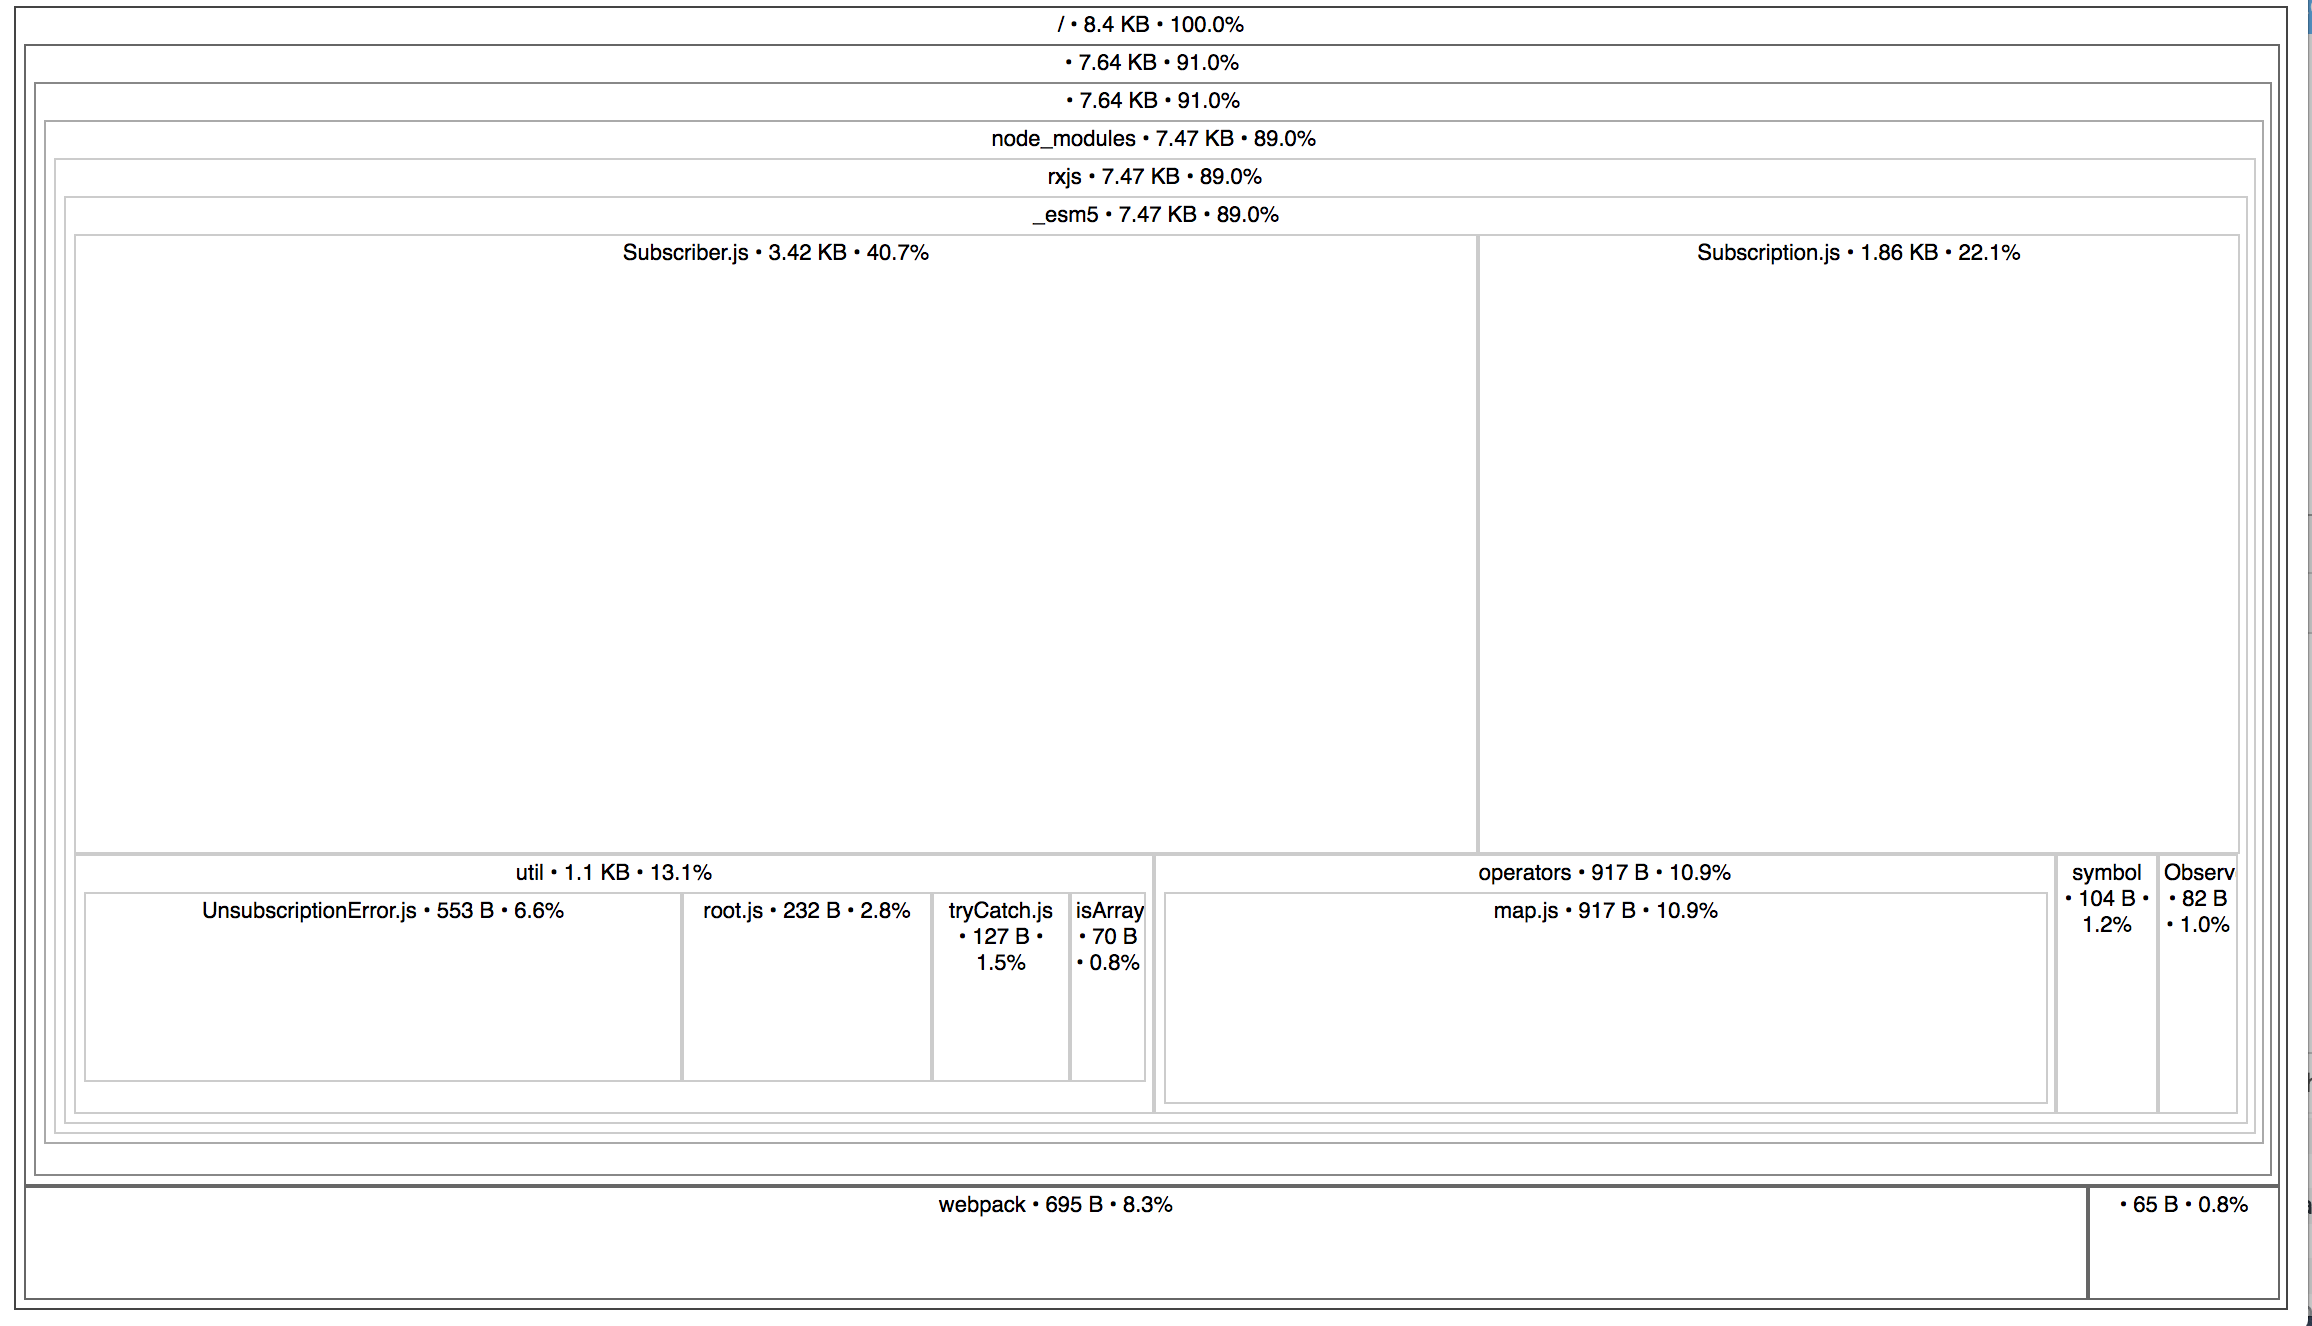 / • 8.4 KB • 100.0%
• 7.64 KB • 91.0%
• 7.64 KB • 91.0%
node_modules • 7.47 KB • 89.0%
rxjs • 7.47 KB • 89.0%
_esm5 • 7.47 KB • 89.0%
Subscriber.js • 3.42 KB • 40.7%
Subscription.js • 1.86 KB • 22.1%
util • 1.1 KB • 13.1%
UnsubscriptionError.js • 553 B • 6.6%
root.js • 232 B • 2.8%
tryCatch.js
• 127 B •
1.5%
isArray
• 70 B
• 0.8%
operators • 917 B • 10.9%
map.js • 917 B • 10.9%
symbol
• 104 B •
1.2%
Observ
• 82 B
• 1.0%
webpack • 695 B • 8.3%
• 65 B • 0.8%